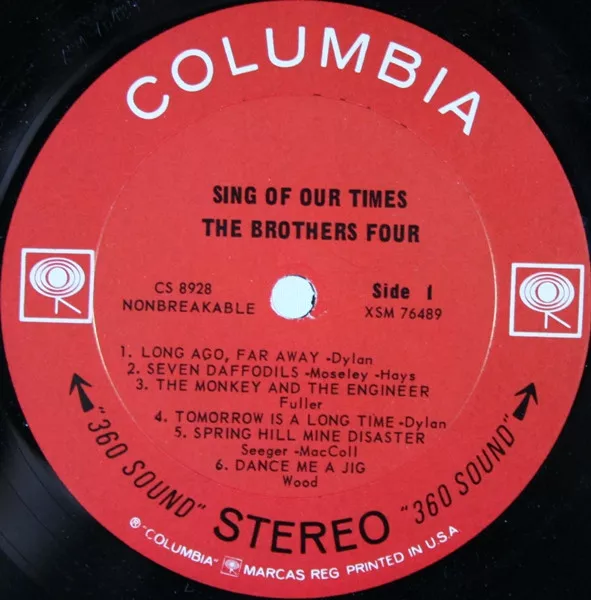 COLUMBIA
SING OF OUR TIMES
THE BROTHERS FOUR
CS 8928
NONBREAKABLE
Side 1
XSM 76489
1. LONG AGO, FAR AWAY -Dylan
2. SEVEN DAFFODILS -Moseley -Hays
3. THE MONKEY AND THE ENGINEER
Fuller
4. TOMORROW IS A LONG TIME -Dylan
5. SPRING HILL MINE DISASTER
Seeger -MacColl
6. DANCE ME A JIG
Wood
"360 SOUND" STEREO "360 SOUND"
® "COLUMBIA" MARCAS REG PRINTED IN U.S.A.